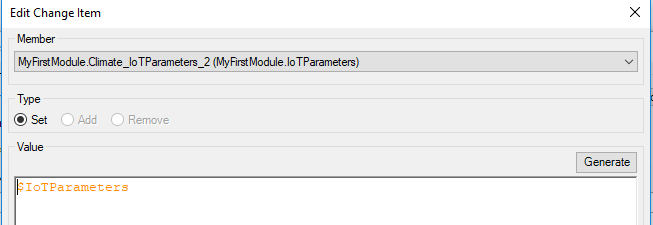 Edit Change Item
Member
MyFirstModule.Climate_IoTParameters_2 (MyFirstModule.IoTParameters)
Type
Set Add Remove
Value
Generate
$IoTParameters